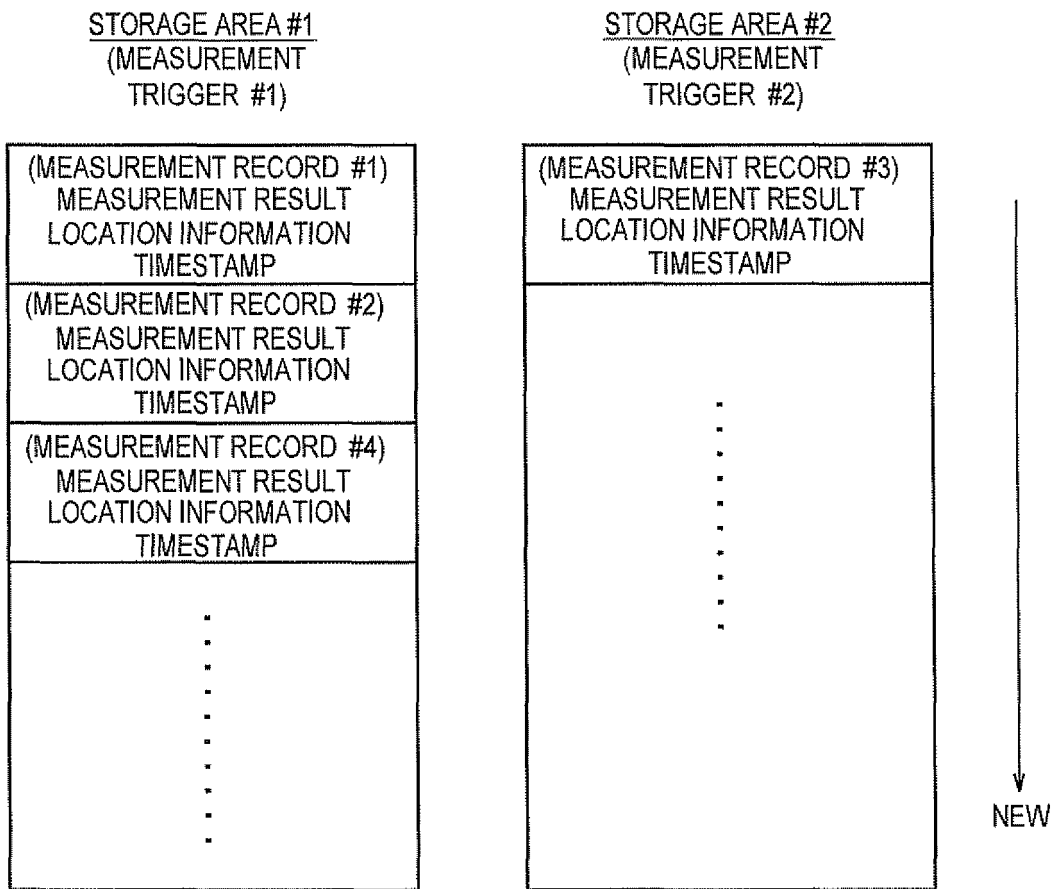 STORAGE AREA #1
(MEASUREMENT
TRIGGER #1)
STORAGE AREA #2
(MEASUREMENT
TRIGGER #2)
(MEASUREMENT RECORD #1)
MEASUREMENT RESULT
LOCATION INFORMATION
TIMESTAMP
(MEASUREMENT RECORD #2)
MEASUREMENT RESULT
LOCATION INFORMATION
TIMESTAMP
(MEASUREMENT RECORD #4)
MEASUREMENT RESULT
LOCATION INFORMATION
TIMESTAMP
(MEASUREMENT RECORD #3)
MEASUREMENT RESULT
LOCATION INFORMATION
TIMESTAMP
NEW